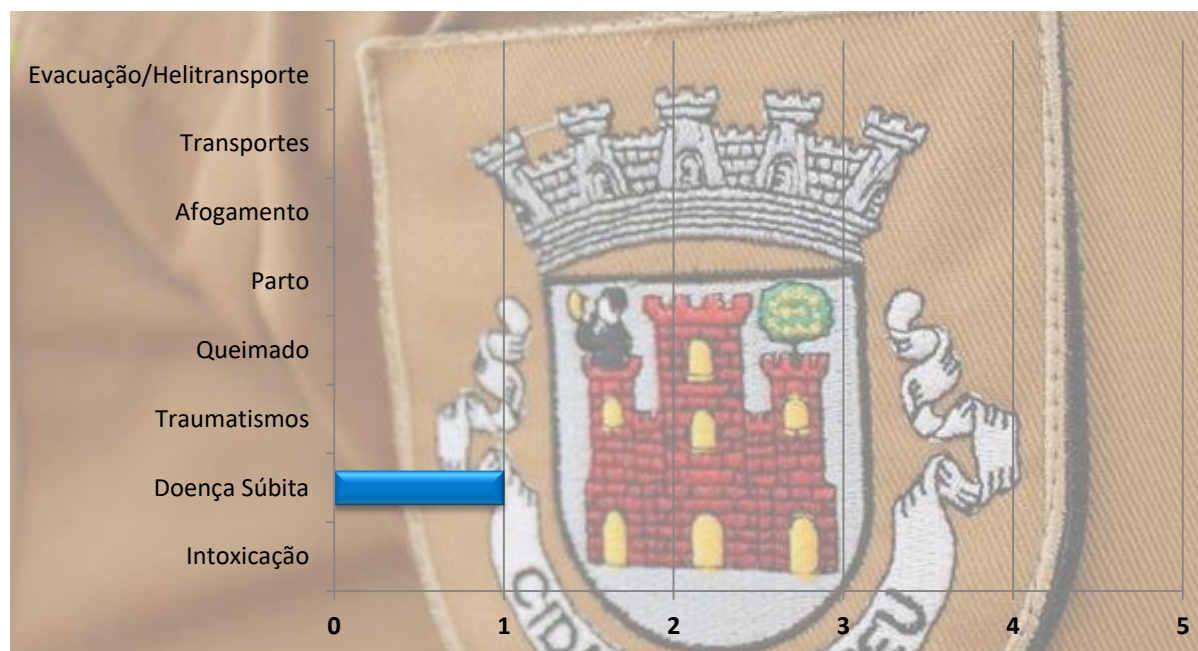 Evacuação/Helitransporte
Transportes
Afogamento
Parto
Queimado
Traumatismos
Doença Súbita
Intoxicação
0 1 2 3 4 5